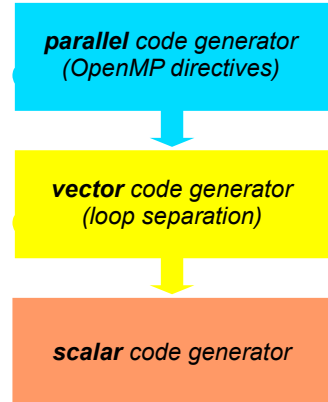 parallel code generator
(OpenMP directives)
vector code generator
(loop separation)
scalar code generator